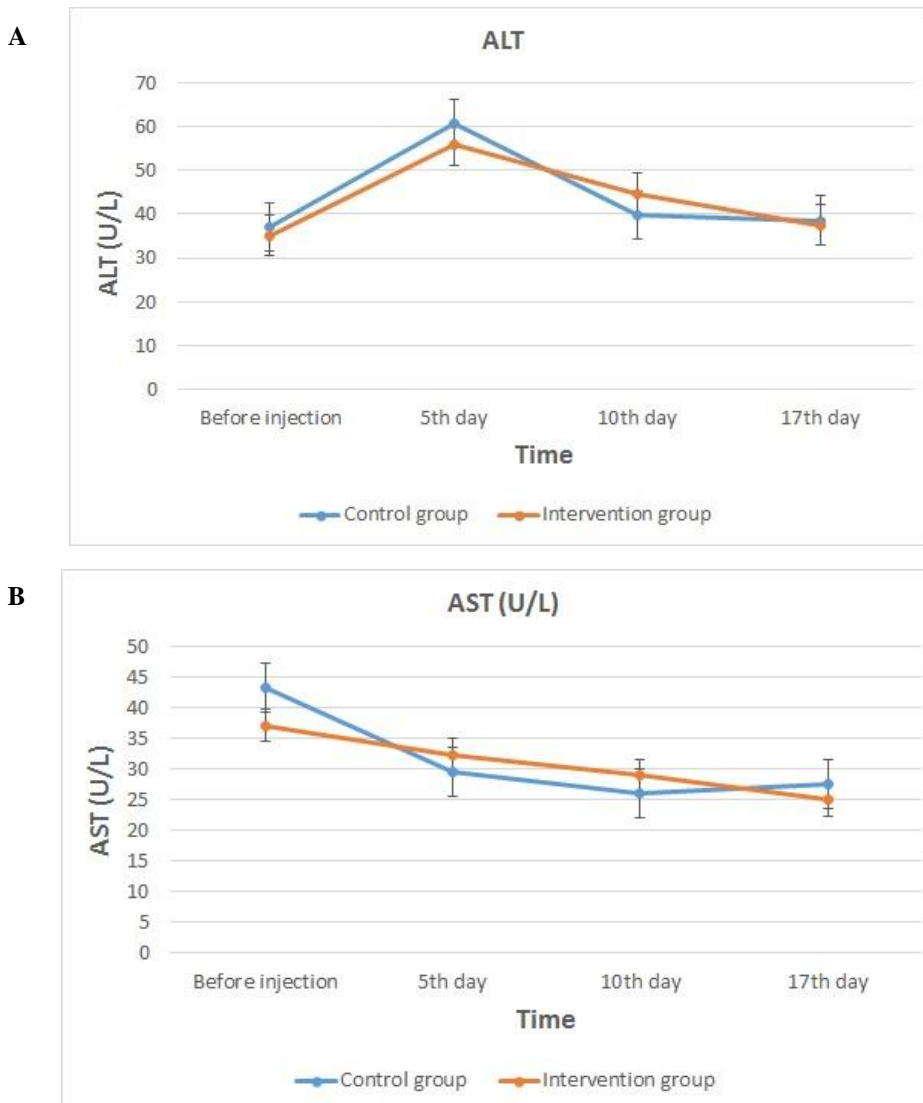 A
ALT
70
60
50
40
30
20
10
0
ALT (U/L)
Before injection 5th day 10th day 17th day
Time
Control group Intervention group
B
AST (U/L)
50
45
40
35
30
25
20
15
10
5
0
AST (U/L)
Before injection 5th day 10th day 17th day
Time
Control group Intervention group